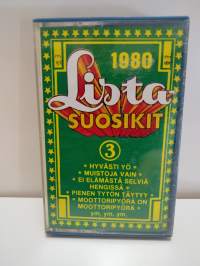 1980
Lista
SUOSIKIT
3
• HYVÄSTI YÖ •
• MUISTOJA VAIN •
• EI ELÄMÄSTÄ SELVIÄ
HENGISSÄ •
• PIENEN TYTÖN TÄYTYY •
• MOOTTORIPYÖRÄ ON
MOOTTORIPYÖRÄ •
ym. ym. ym.